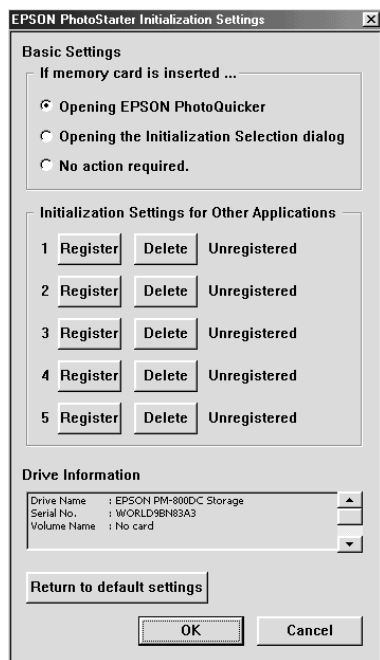 EPSON PhotoStarter Initialization Settings
Basic Settings
If memory card is inserted ...
Opening EPSON PhotoQuicker
Opening the Initialization Selection dialog
No action required.
Initialization Settings for Other Applications
1 Register Delete Unregistered
2 Register Delete Unregistered
3 Register Delete Unregistered
4 Register Delete Unregistered
5 Register Delete Unregistered
Drive Information
Drive Name : EPSON PM-800DC Storage
Serial No. : WORLD9BN83A3
Volume Name : No card
Return to default settings
OK Cancel